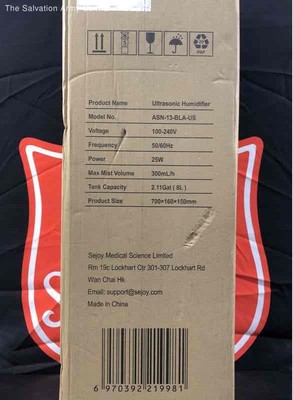 The Salvation Arm
Product Name Ultrasonic Humidifier
Model No. ASN-13-BLA-US
Voltage 100-240V
Frequency 50/60Hz
Power 25W
Max Mist Volume 300mL/h
Tank Capacity 2.11Gal ( 8L )
Product Size 700*168*150mm
Sejoy Medical Science Limited
Rm 19c Lockhart Ctr 301-307 Lockhart Rd
Wan Chai Hk
Email: support@sejoy.com
Made In China
6 970392 219981